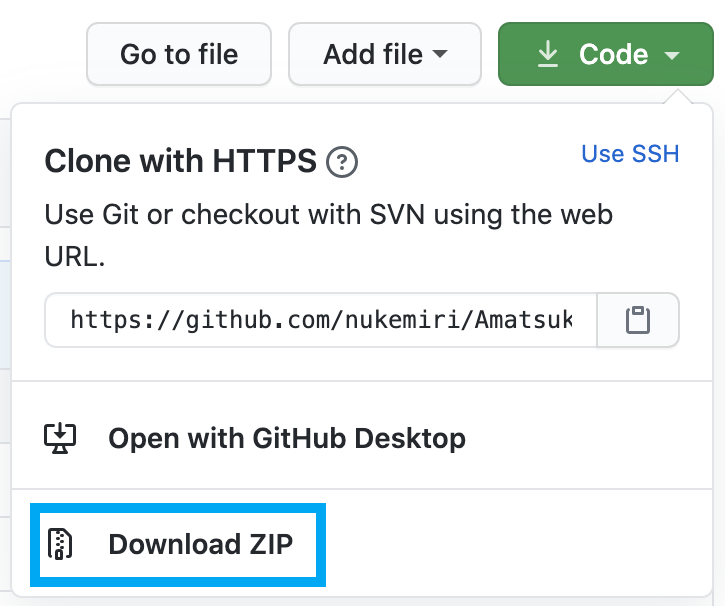 Go to file
Add file
Code
Clone with HTTPS
Use SSH
Use Git or checkout with SVN using the web
URL.
https://github.com/nukemiri/Amatsuk
Open with GitHub Desktop
Download ZIP